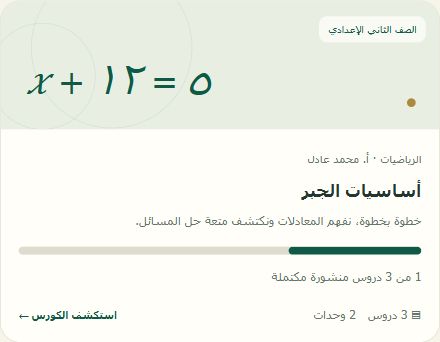 الصف الثاني الإعدادي
x + ١٢ = ٥
الرياضيات · أ. محمد عادل
أساسيات الجبر
خطوة بخطوة، نفهم المعادلات ونكتشف متعة حل المسائل.
1 من 3 دروس منشورة مكتملة
3 دروس 2 وحدات
استكشف الكورس ←